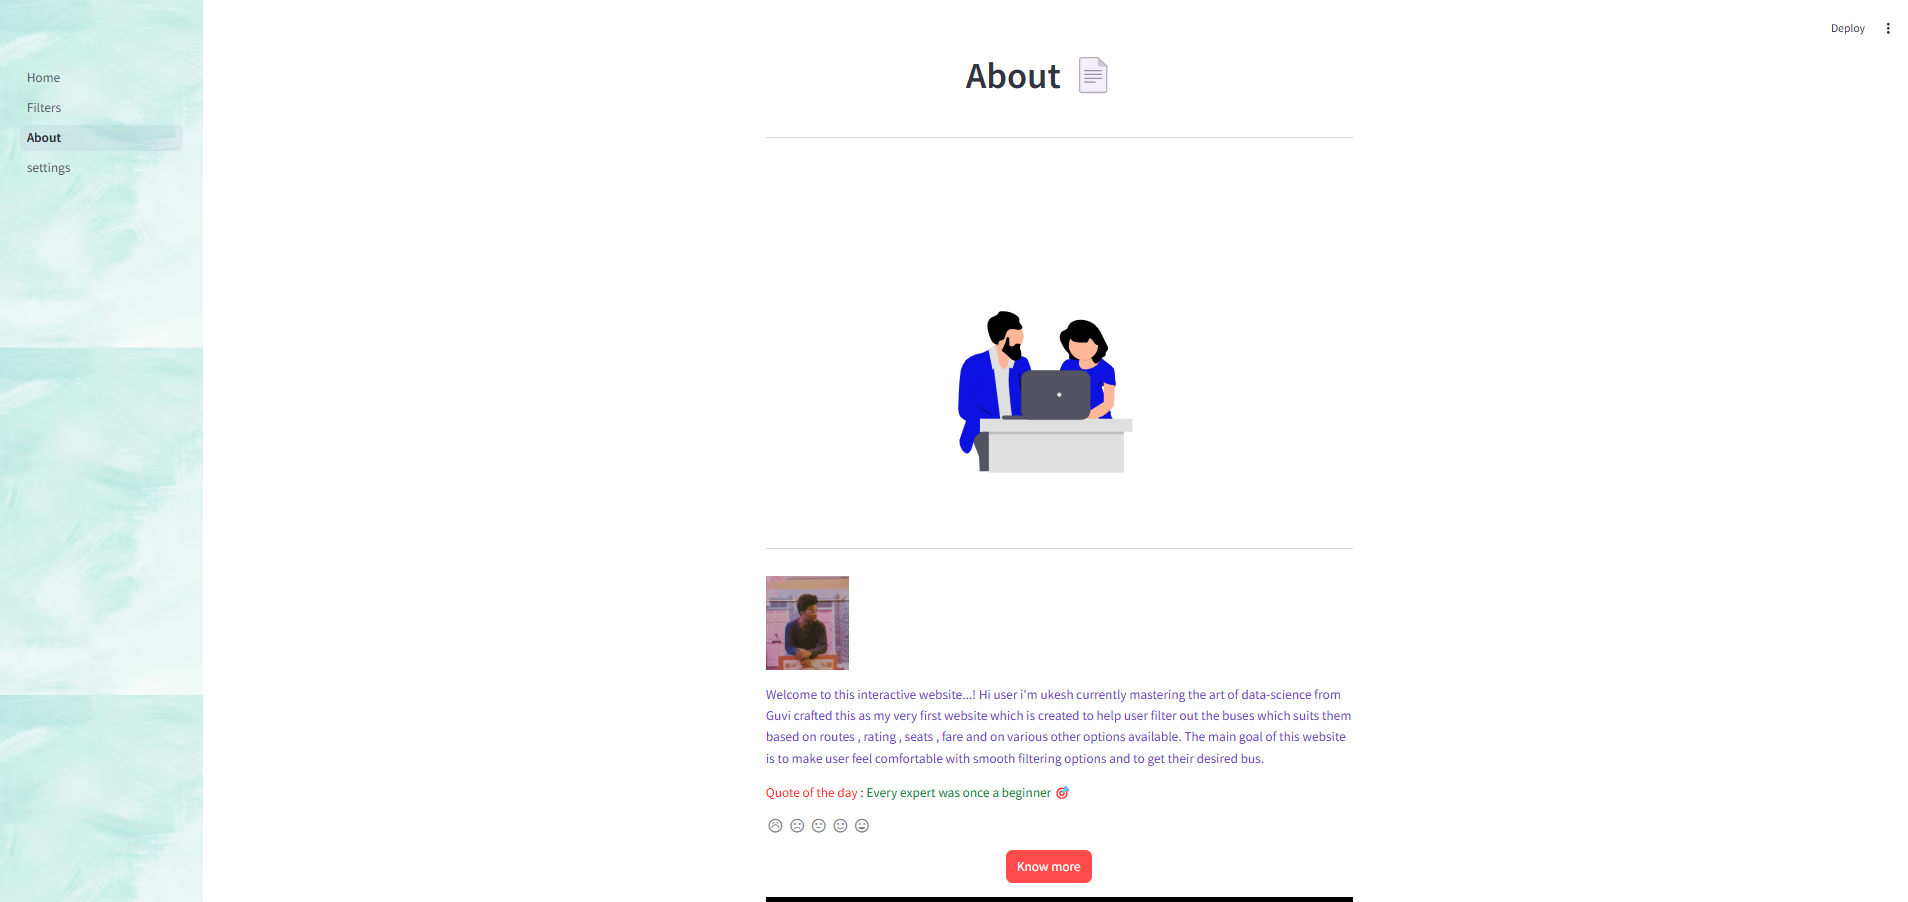 Deploy
Home
Filters
About
settings
About
Welcome to this interactive website...! Hi user i'm ukesh currently mastering the art of data-science from
Guvi crafted this as my very first website which is created to help user filter out the buses which suits them
based on routes , rating , seats , fare and on various other options available. The main goal of this website
is to make user feel comfortable with smooth filtering options and to get their desired bus.
Quote of the day : Every expert was once a beginner 🎯
Know more